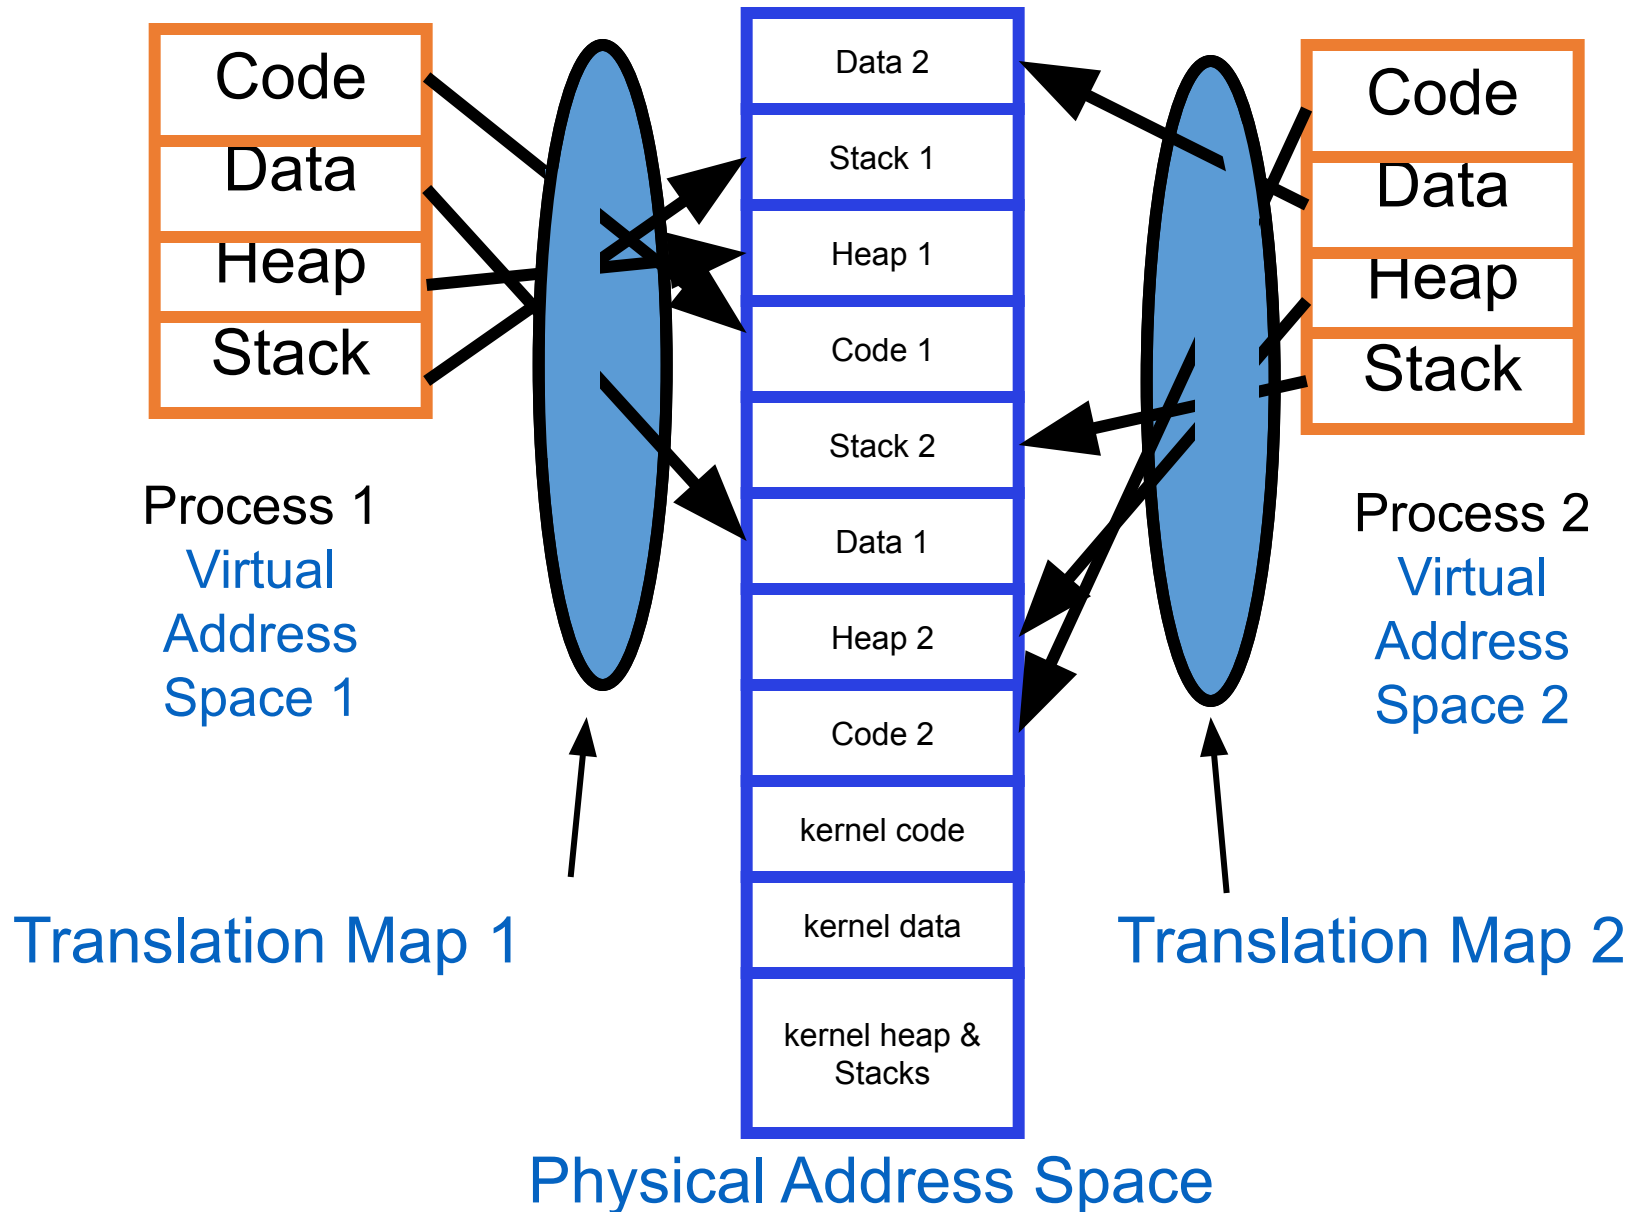 Code
Data
Heap
Stack
Process 1
Virtual
Address
Space 1
Translation Map 1
Data 2
Stack 1
Heap 1
Code 1
Stack 2
Data 1
Heap 2
Code 2
kernel code
kernel data
kernel heap &
Stacks
Physical Address Space
Code
Data
Heap
Stack
Process 2
Virtual
Address
Space 2
Translation Map 2